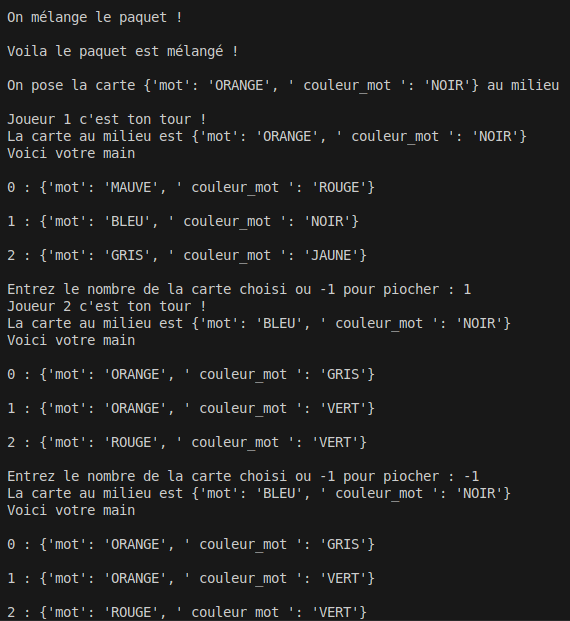 On mélange le paquet !
Voila le paquet est mélangé !
On pose la carte {'mot': 'ORANGE', ' couleur_mot ': 'NOIR'} au milieu
Joueur 1 c'est ton tour !
La carte au milieu est {'mot': 'ORANGE', ' couleur_mot ': 'NOIR'}
Voici votre main
0 : {'mot': 'MAUVE', ' couleur_mot ': 'ROUGE'}
1 : {'mot': 'BLEU', ' couleur_mot ': 'NOIR'}
2 : {'mot': 'GRIS', ' couleur_mot ': 'JAUNE'}
Entrez le nombre de la carte choisi ou -1 pour piocher : 1
Joueur 2 c'est ton tour !
La carte au milieu est {'mot': 'BLEU', ' couleur_mot ': 'NOIR'}
Voici votre main
0 : {'mot': 'ORANGE', ' couleur_mot ': 'GRIS'}
1 : {'mot': 'ORANGE', ' couleur_mot ': 'VERT'}
2 : {'mot': 'ROUGE', ' couleur_mot ': 'VERT'}
Entrez le nombre de la carte choisi ou -1 pour piocher : -1
La carte au milieu est {'mot': 'BLEU', ' couleur_mot ': 'NOIR'}
Voici votre main
0 : {'mot': 'ORANGE', ' couleur_mot ': 'GRIS'}
1 : {'mot': 'ORANGE', ' couleur_mot ': 'VERT'}
2 : {'mot': 'ROUGE', ' couleur_mot ': 'VERT'}